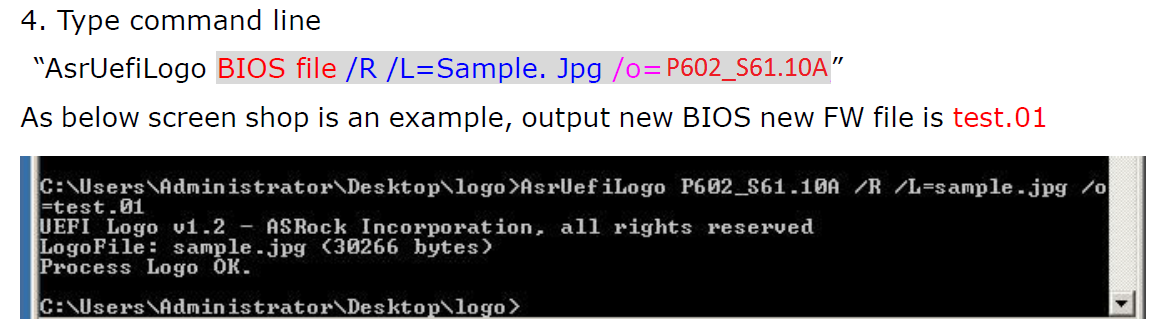 4. Type command line
“AsrUefiLogo BIOS file /R /L=Sample. Jpg /o=P602_S61.10A”
As below screen shop is an example, output new BIOS new FW file is test.01
C:\Users\Administrator\Desktop\logo>AsrUefiLogo P602_S61.10A /R /L=sample.jpg /o
=test.01
UEFI Logo v1.2 - ASRock Incorporation, all rights reserved
LogoFile: sample.jpg (30266 bytes)
Process Logo OK.
C:\Users\Administrator\Desktop\logo>